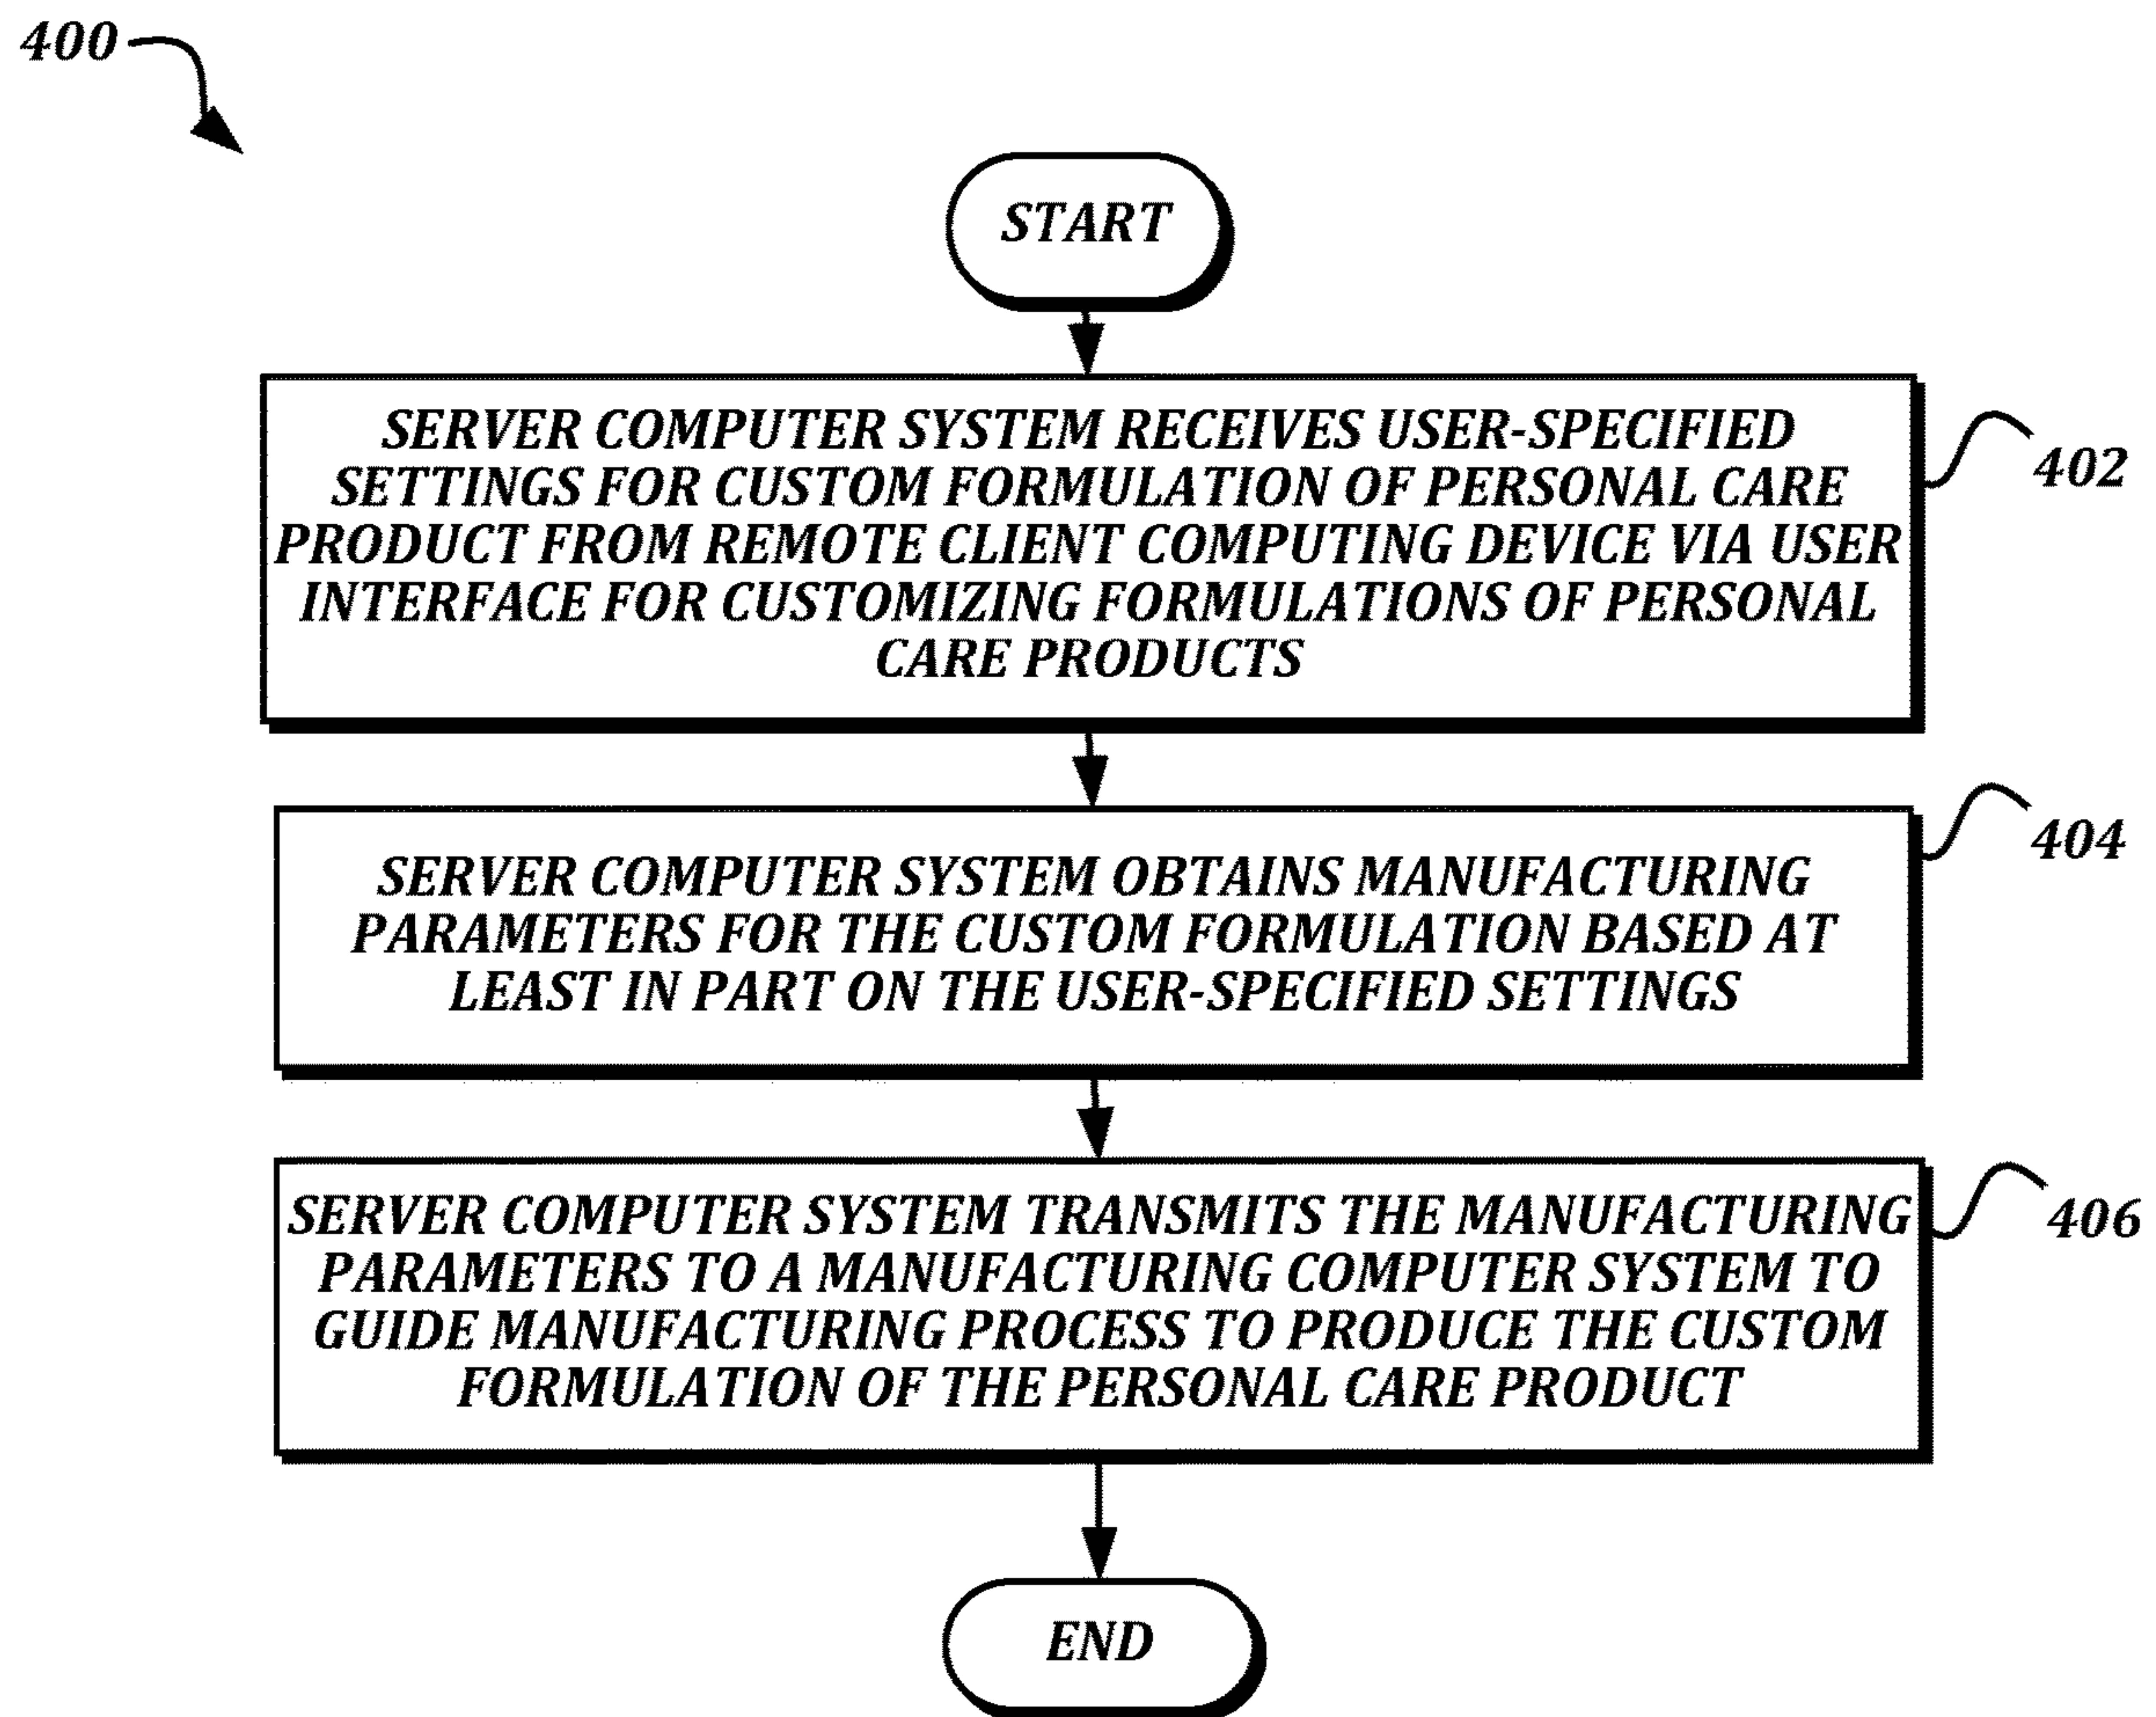 400
START
SERVER COMPUTER SYSTEM RECEIVES USER-SPECIFIED
SETTINGS FOR CUSTOM FORMULATION OF PERSONAL CARE
PRODUCT FROM REMOTE CLIENT COMPUTING DEVICE VIA USER
INTERFACE FOR CUSTOMIZING FORMULATIONS OF PERSONAL
CARE PRODUCTS
402
SERVER COMPUTER SYSTEM OBTAINS MANUFACTURING
PARAMETERS FOR THE CUSTOM FORMULATION BASED AT
LEAST IN PART ON THE USER-SPECIFIED SETTINGS
404
SERVER COMPUTER SYSTEM TRANSMITS THE MANUFACTURING
PARAMETERS TO A MANUFACTURING COMPUTER SYSTEM TO
GUIDE MANUFACTURING PROCESS TO PRODUCE THE CUSTOM
FORMULATION OF THE PERSONAL CARE PRODUCT
406
END